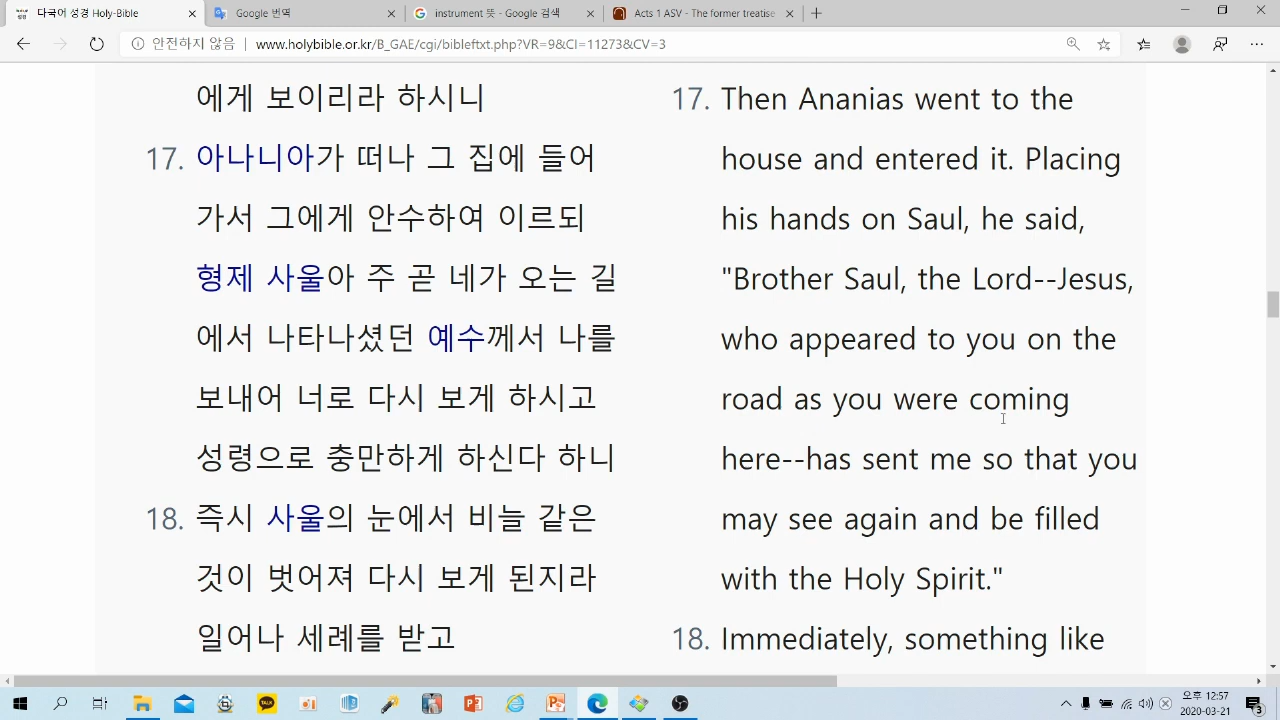 다국어 성경 Holy-Bible
Google 번역
instrument 뜻 - Google 검색
Acts 1 ASV - The former treatise
안전하지 않음
www.holybible.or.kr/B_GAE/cgi/bibleftxt.php?VR=9&CI=11273&CV=3
에게 보이리라 하시니
17. 아나니아가 떠나 그 집에 들어
가서 그에게 안수하여 이르되
형제 사울아 주 곧 네가 오는 길
에서 나타나셨던 예수께서 나를
보내어 너로 다시 보게 하시고
성령으로 충만하게 하신다 하니
18. 즉시 사울의 눈에서 비늘 같은
것이 벗어져 다시 보게 된지라
일어나 세례를 받고
17. Then Ananias went to the
house and entered it. Placing
his hands on Saul, he said,
"Brother Saul, the Lord--Jesus,
who appeared to you on the
road as you were coming
here--has sent me so that you
may see again and be filled
with the Holy Spirit."
18. Immediately, something like
오후 12:57
2020-03-21